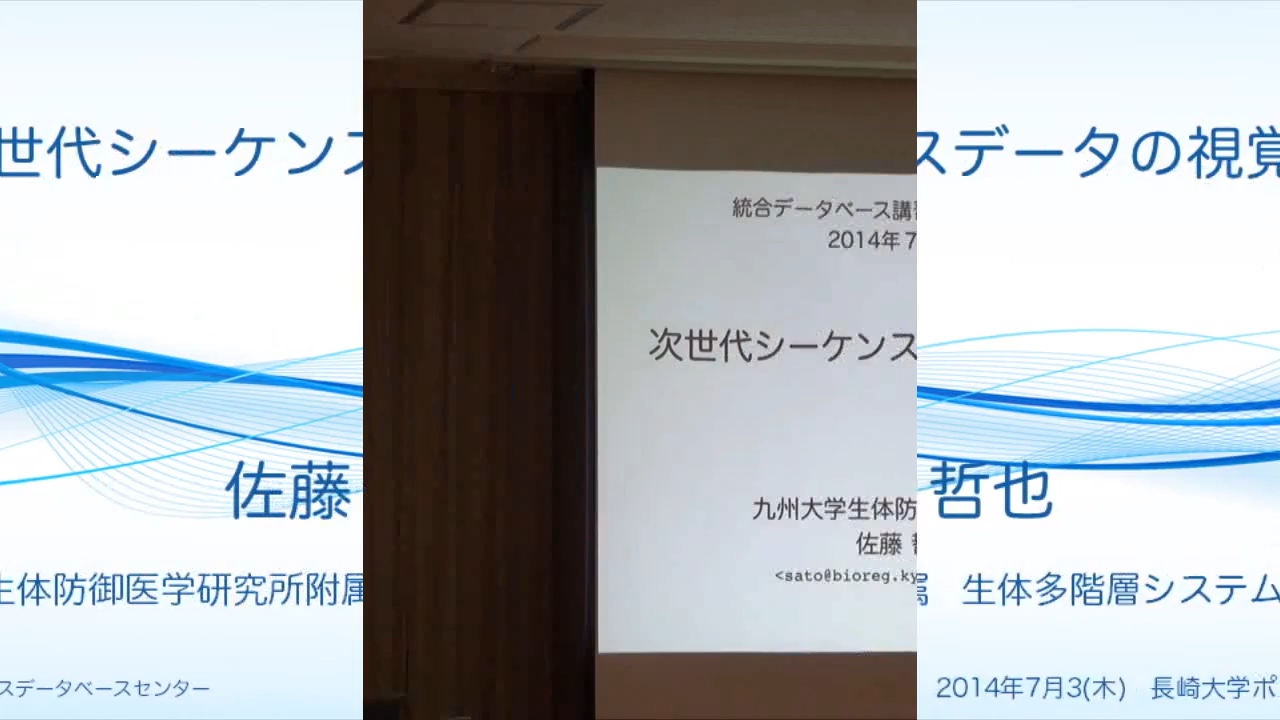 世代シーケンス
スデータの視覚
統合データベース講習
2014年7
次世代シーケンス
佐藤
哲也
九州大学生体防
佐藤 哲
<sato@bioreg.ky
生体防御医学研究所附属
属 生体多階層システム
スデータベースセンター
2014年7月3(木) 長崎大学ポ